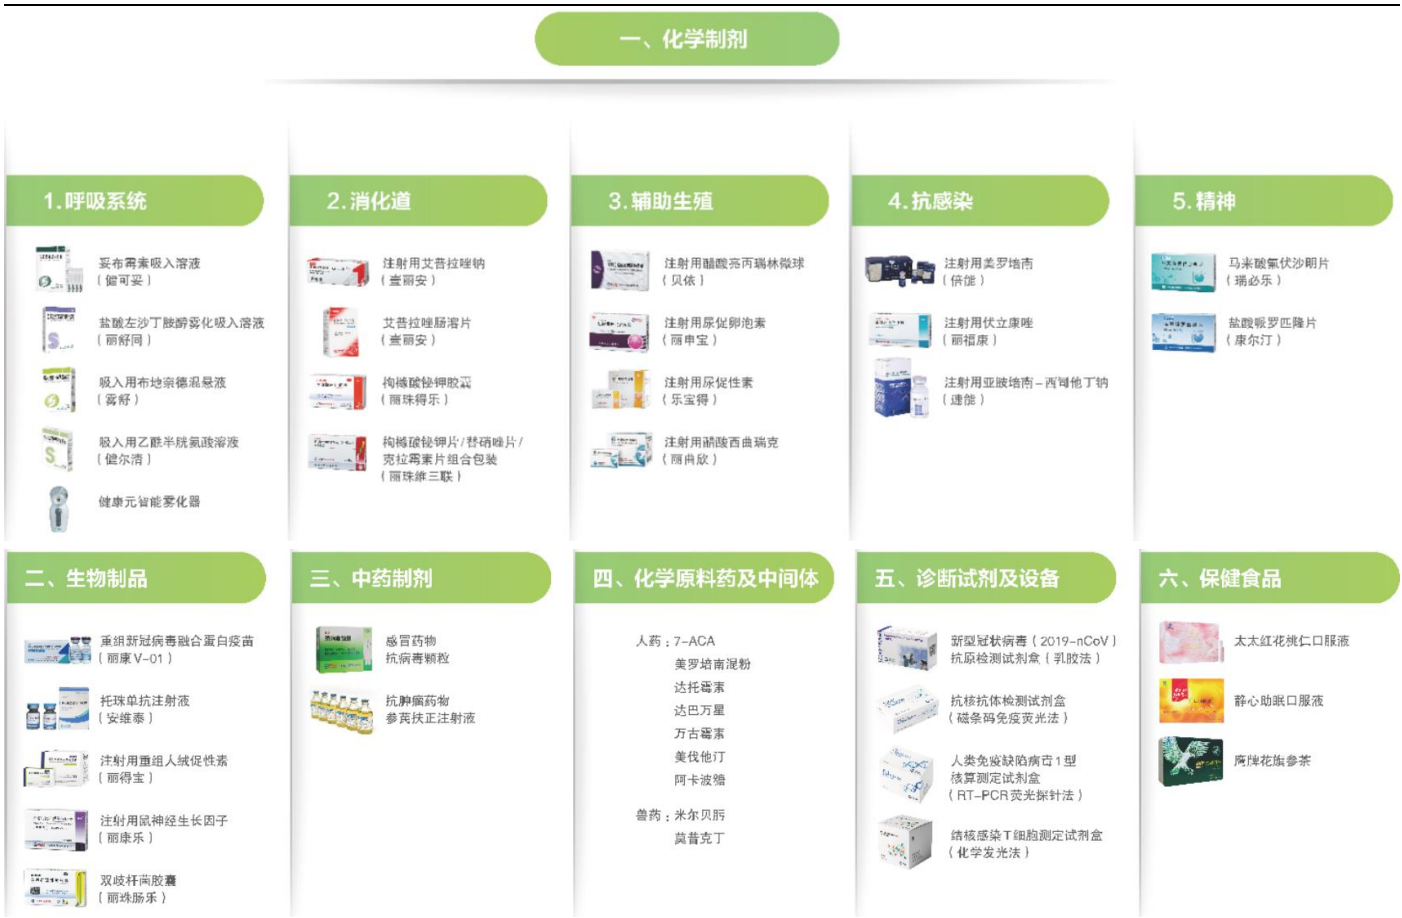 一、化学制剂
1.呼吸系统
妥布霉素吸入溶液
（健可妥）
盐酸左沙丁胺醇雾化吸入溶液
（丽舒同）
吸入用布地奈德混悬液
（雾舒）
吸入用乙酰半胱氨酸溶液
（健尔清）
健康元智能雾化器
2.消化道
注射用艾普拉唑钠
（壹丽安）
艾普拉唑肠溶片
（壹丽安）
枸橼酸铋钾胶囊
（丽珠得乐）
枸橼酸铋钾片/替硝唑片/
克拉霉素片组合包装
（丽珠维三联）
3.辅助生殖
注射用醋酸亮丙瑞林微球
（贝依）
注射用尿促卵泡素
（丽申宝）
注射用尿促性素
（乐宝得）
注射用醋酸西曲瑞克
（丽曲欣）
4.抗感染
注射用美罗培南
（倍能）
注射用伏立康唑
（丽福康）
注射用亚胺培南-西司他丁钠
（速能）
5.精神
马来酸氟伏沙明片
（瑞必乐）
盐酸哌罗匹隆片
（康尔汀）
二、生物制品
重组新冠病毒融合蛋白疫苗
（丽康V-01）
托珠单抗注射液
（安维泰）
注射用重组人绒促性素
（丽得宝）
注射用鼠神经生长因子
（丽康乐）
双歧杆菌胶囊
（丽珠肠乐）
三、中药制剂
感冒药物
抗病毒颗粒
抗肿瘤药物
参芪扶正注射液
四、化学原料药及中间体
人药：7-ACA
美罗培南混粉
达托霉素
达巴万星
万古霉素
美伐他汀
阿卡波糖
兽药：米尔贝肟
莫昔克丁
五、诊断试剂及设备
新型冠状病毒（2019-nCoV）
抗原检测试剂盒（乳胶法）
抗核抗体检测试剂盒
（磁条码免疫荧光法）
人类免疫缺陷病毒1型
核算测定试剂盒
（RT-PCR荧光探针法）
结核感染T细胞测定试剂盒
（化学发光法）
六、保健食品
太太红花桃仁口服液
静心助眠口服液
鹰牌花旗参茶